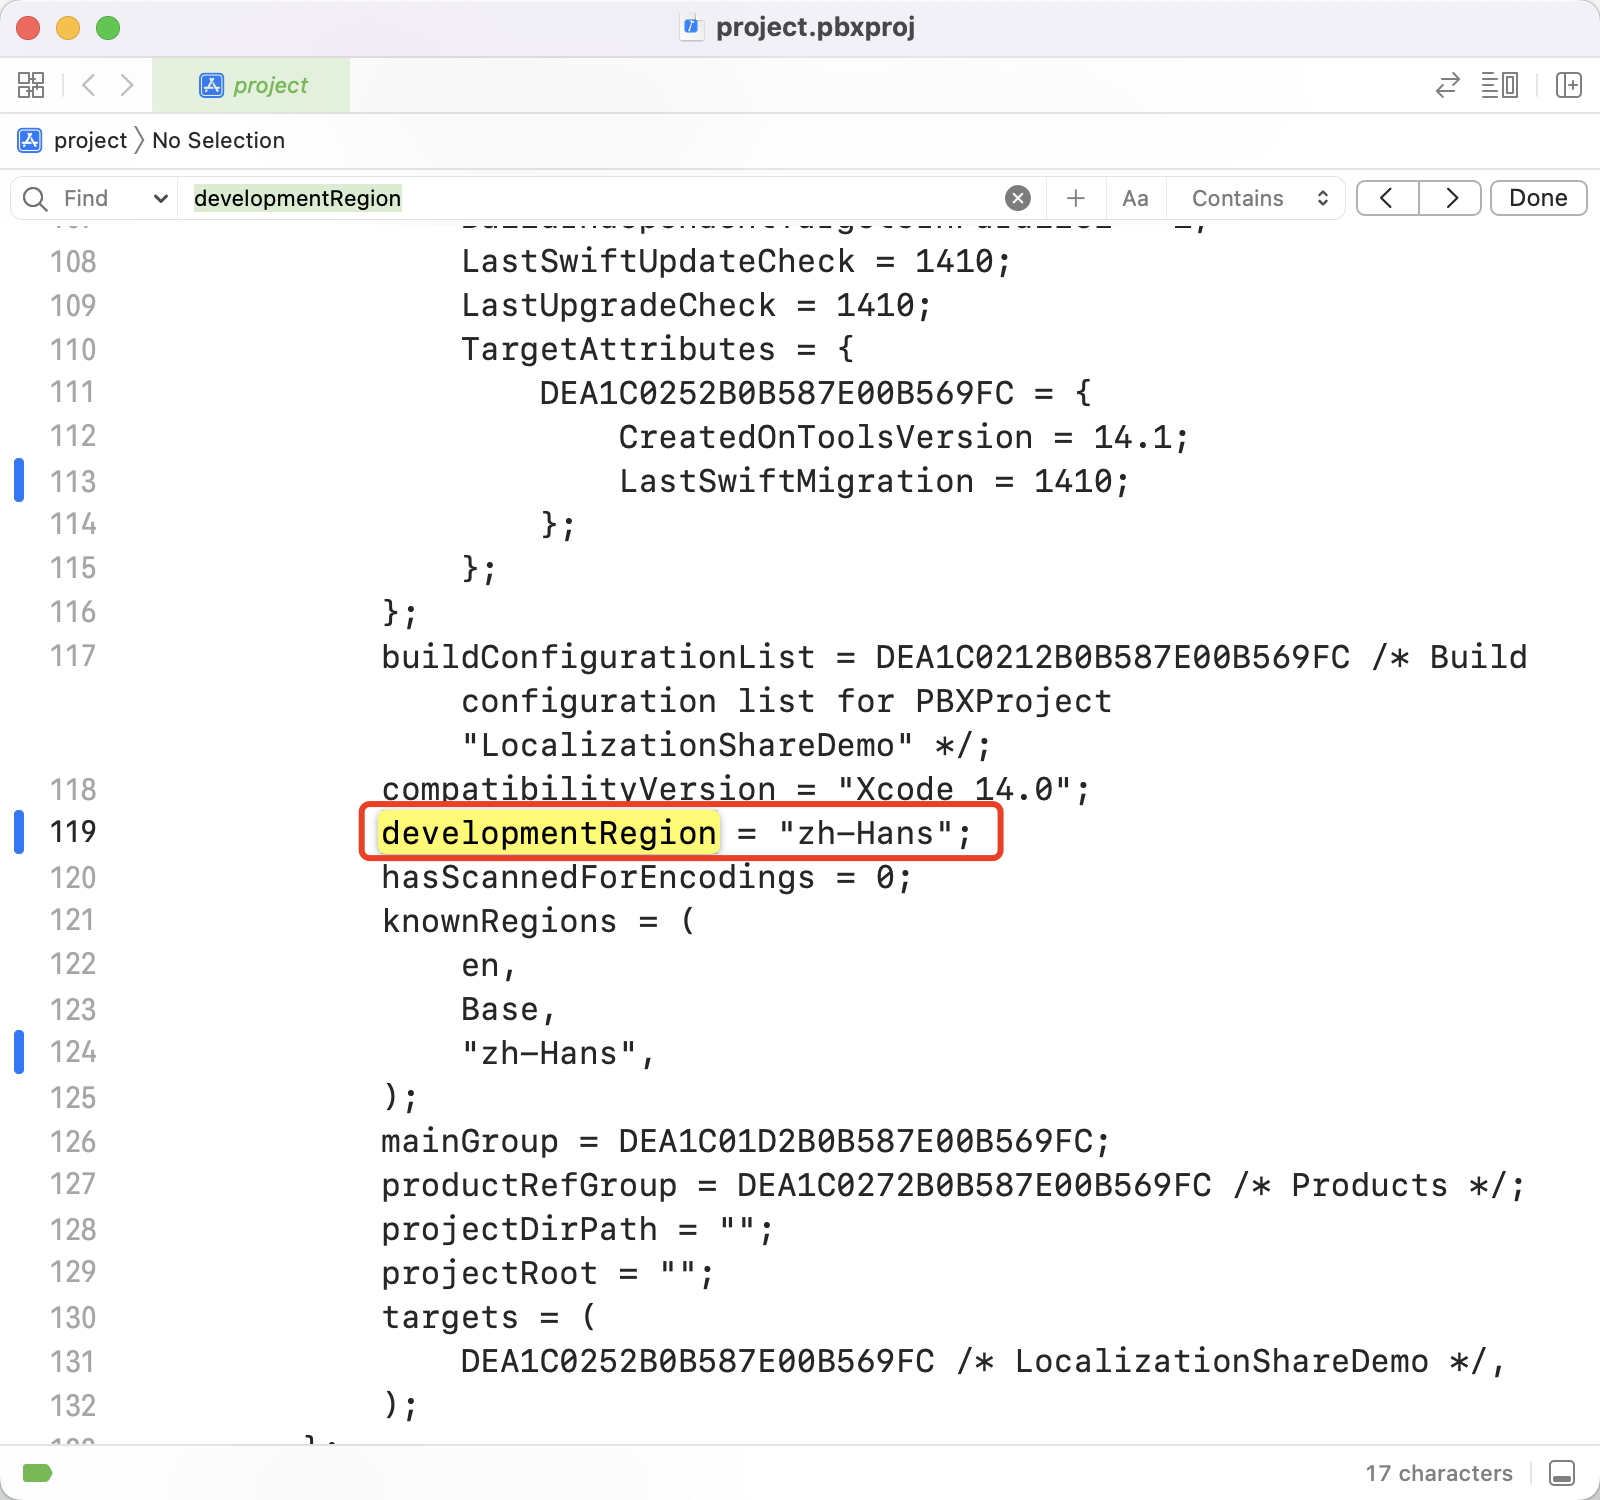 project.pbxproj
project
project No Selection
Find developmentRegion Aa Contains Done
108 LastSwiftUpdateCheck = 1410;
109 LastUpgradeCheck = 1410;
110 TargetAttributes = {
111 DEA1C0252B0B587E00B569FC = {
112 CreatedOnToolsVersion = 14.1;
113 LastSwiftMigration = 1410;
114 };
115 };
116 };
117 buildConfigurationList = DEA1C0212B0B587E00B569FC /* Build
configuration list for PBXProject
"LocalizationShareDemo" */;
118 compatibilityVersion = "Xcode 14.0";
119 developmentRegion = "zh-Hans";
120 hasScannedForEncodings = 0;
121 knownRegions = (
122 en,
123 Base,
124 "zh-Hans",
125 );
126 mainGroup = DEA1C01D2B0B587E00B569FC;
127 productRefGroup = DEA1C0272B0B587E00B569FC /* Products */;
128 projectDirPath = "";
129 projectRoot = "";
130 targets = (
131 DEA1C0252B0B587E00B569FC /* LocalizationShareDemo */,
132 );
};
17 characters